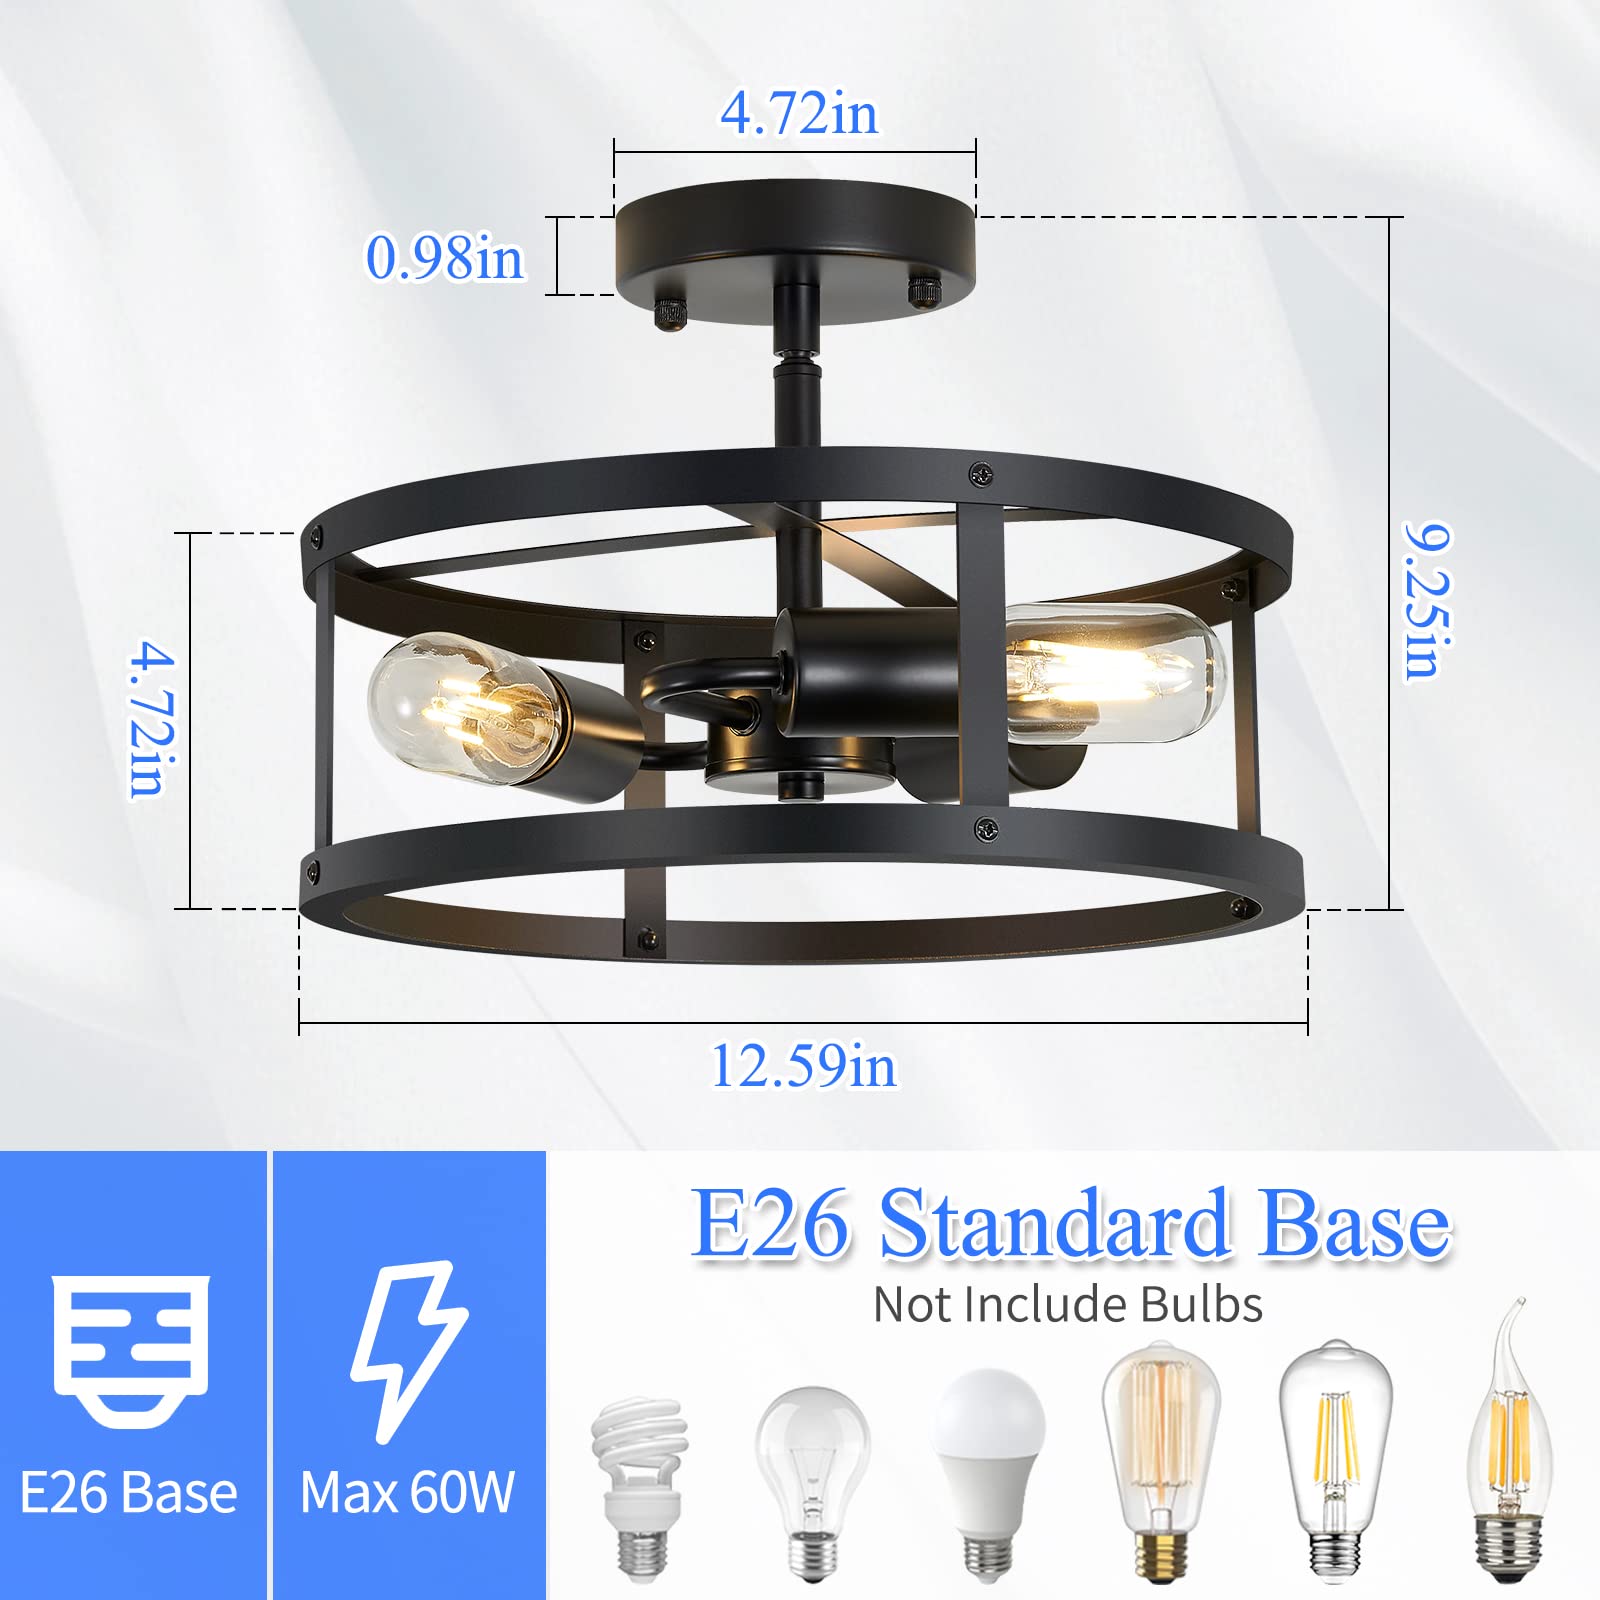 4.72in
0.98in
9.25in
4.72in
12.59in
E26 Standard Base
Not Include Bulbs
E26 Base
Max 60W